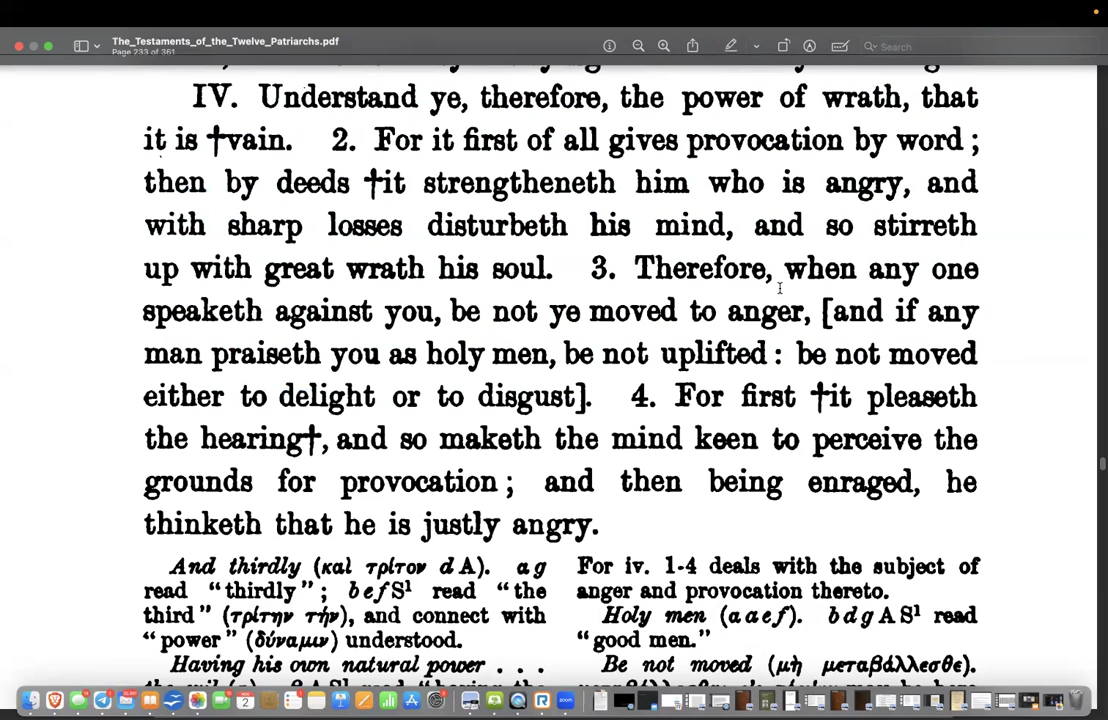 The_Testaments_of_the_Twelve_Patriarchs.pdf
Page 233 of 361
Search
IV. Understand ye, therefore, the power of wrath, that
it is †vain. 2. For it first of all gives provocation by word ;
then by deeds †it strengtheneth him who is angry, and
with sharp losses disturbeth his mind, and so stirreth
up with great wrath his soul. 3. Therefore, when any one
speaketh against you, be not ye moved to anger, [and if any
man praiseth you as holy men, be not uplifted : be not moved
either to delight or to disgust]. 4. For first †it pleaseth
the hearing†, and so maketh the mind keen to perceive the
grounds for provocation ; and then being enraged, he
thinketh that he is justly angry.
And thirdly (καὶ τρίτον d A). a g
read “thirdly” ; b e f S¹ read “the
third” (τρίτην τήν), and connect with
“power” (δύναμιν) understood.
Having his own natural power . . .
For iv. 1-4 deals with the subject of
anger and provocation thereto.
Holy men (a a e f). b d g A S¹ read
“good men.”
Be not moved (μὴ μεταβάλλεσθε).
NOV
2
zoom